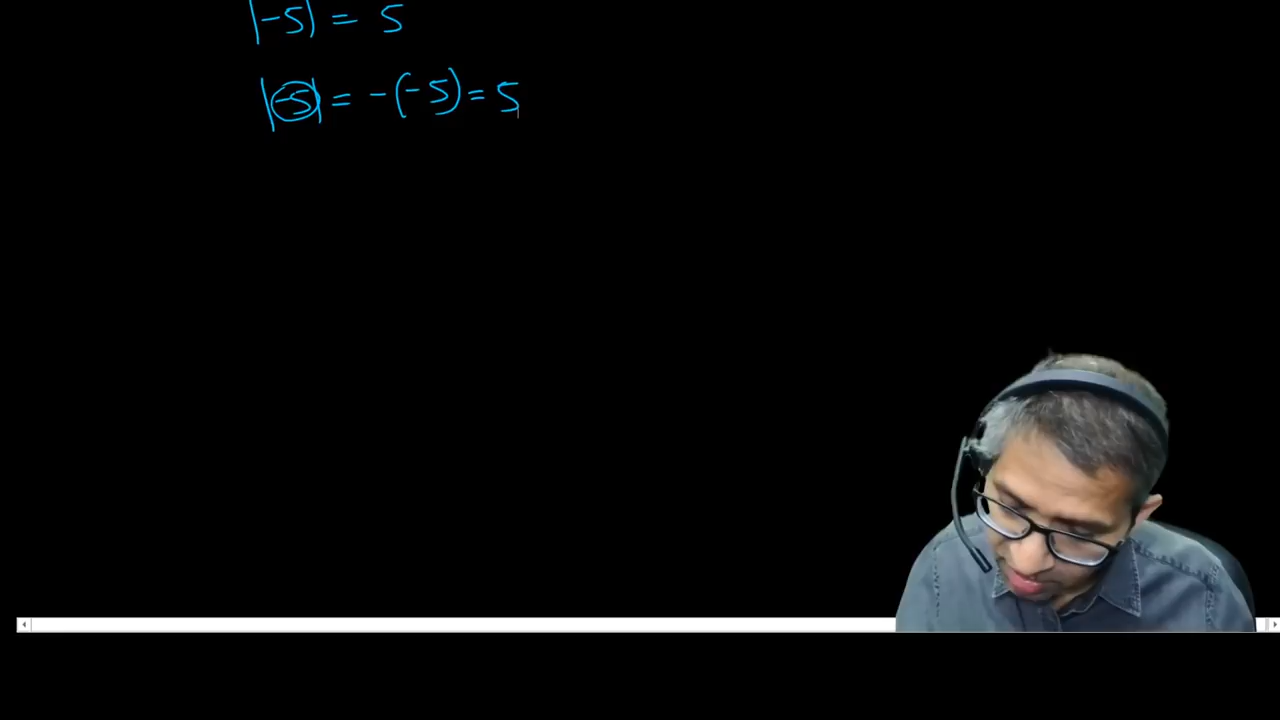 |-5| = 5
|-5| = -(-5) = 5